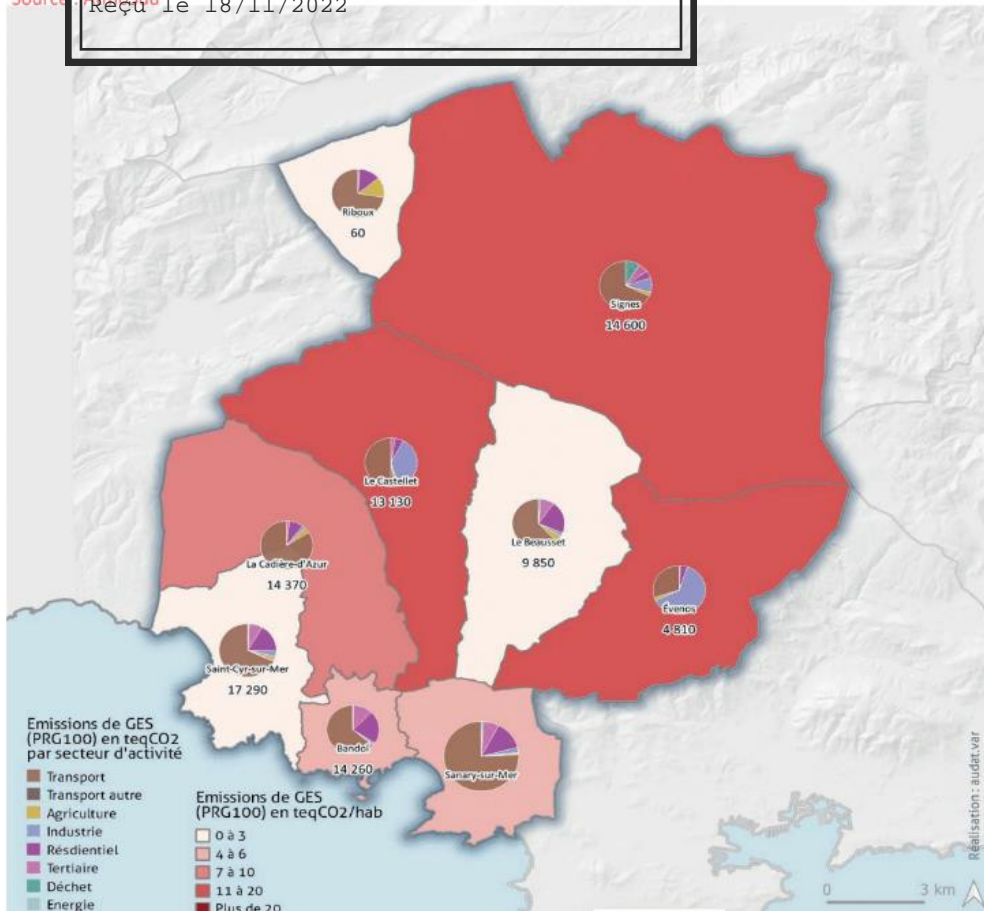 Reçu le 18/11/2022
Riboux
60
Signes
14 600
Le Castellet
13 130
Le Beausset
9 850
La Cadière-d'Azur
14 370
Évenos
4 810
Saint-Cyr-sur-Mer
17 290
Bandol
14 260
Sanary-sur-Mer
Emissions de GES
(PRG100) en teqCO2
par secteur d'activité
Transport
Transport autre
Agriculture
Industrie
Résdientiel
Tertiaire
Déchet
Energie
Emissions de GES
(PRG100) en teqCO2/hab
0 à 3
4 à 6
7 à 10
11 à 20
Plus de 20
Réalisation : audat.var
0 3 km